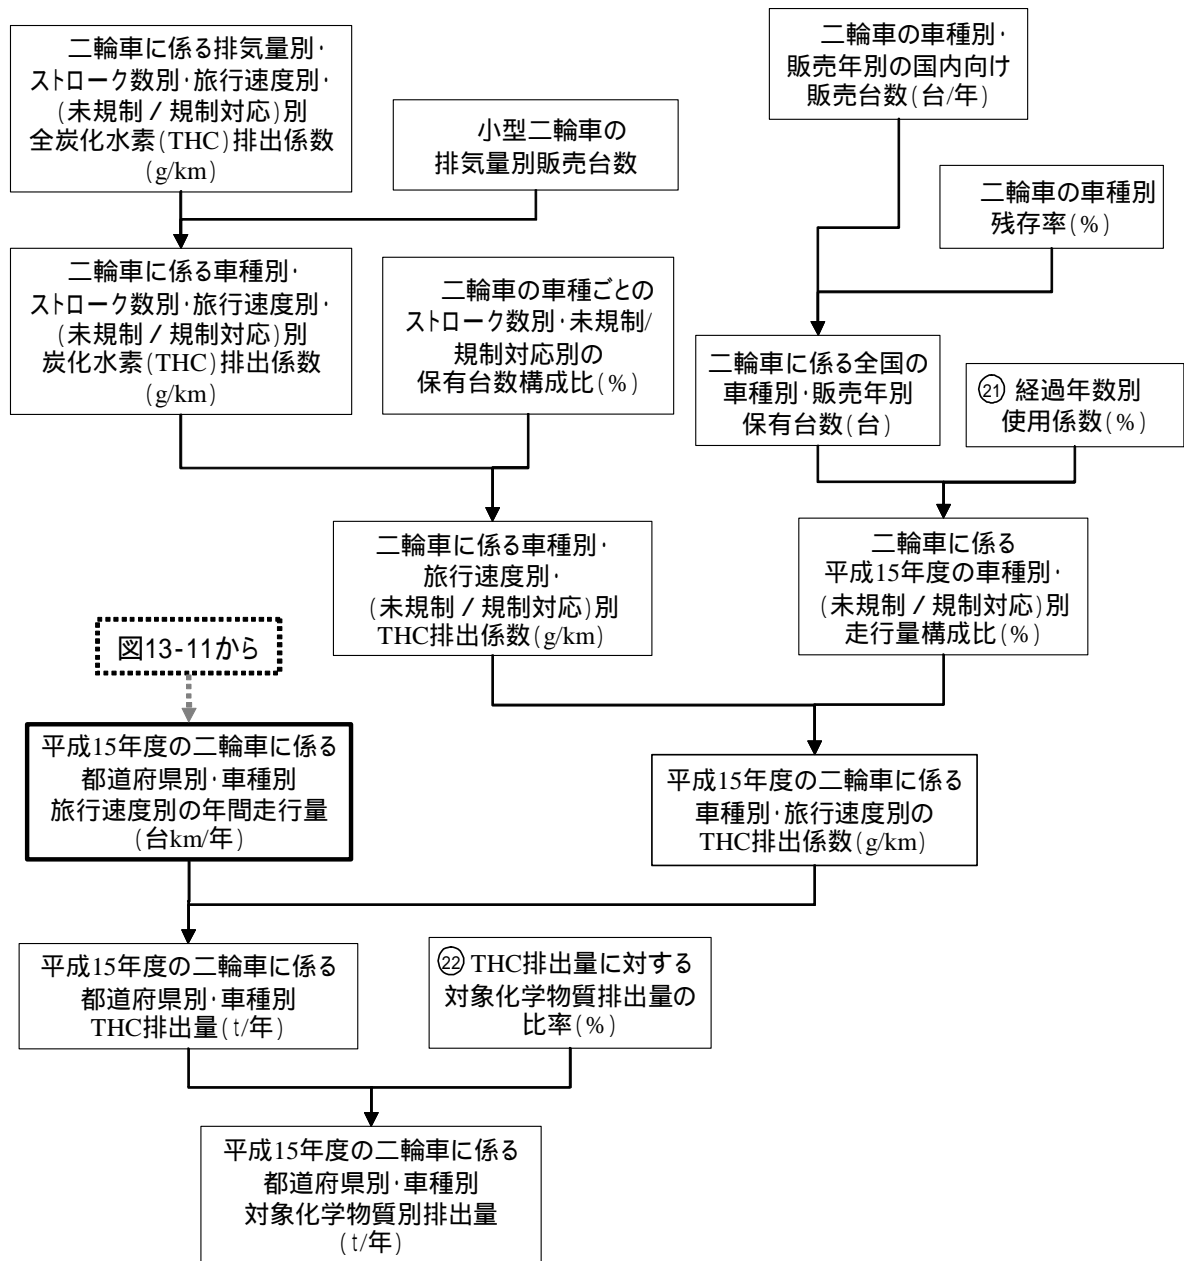 二輪車に係る排気量別･
ストローク数別･旅行速度別･
(未規制／規制対応)別
全炭化水素(THC)排出係数
(g/km)
小型二輪車の
排気量別販売台数
二輪車の車種別･
販売年別の国内向け
販売台数(台/年)
二輪車の車種別
残存率(%)
二輪車に係る車種別･
ストローク数別･旅行速度別･
(未規制／規制対応)別
炭化水素(THC)排出係数
(g/km)
二輪車の車種ごとの
ストローク数別･未規制/
規制対応別の
保有台数構成比(%)
二輪車に係る全国の
車種別･販売年別
保有台数(台)
㉑ 経過年数別
使用係数(%)
二輪車に係る車種別･
旅行速度別･
(未規制／規制対応)別
THC排出係数(g/km)
二輪車に係る
平成15年度の車種別･
(未規制／規制対応)別
走行量構成比(%)
図13-11から
平成15年度の二輪車に係る
都道府県別･車種別
旅行速度別の年間走行量
(台km/年)
平成15年度の二輪車に係る
車種別･旅行速度別の
THC排出係数(g/km)
平成15年度の二輪車に係る
都道府県別･車種別
THC排出量(t/年)
㉒ THC排出量に対する
対象化学物質排出量の
比率(%)
平成15年度の二輪車に係る
都道府県別･車種別
対象化学物質別排出量
(t/年)